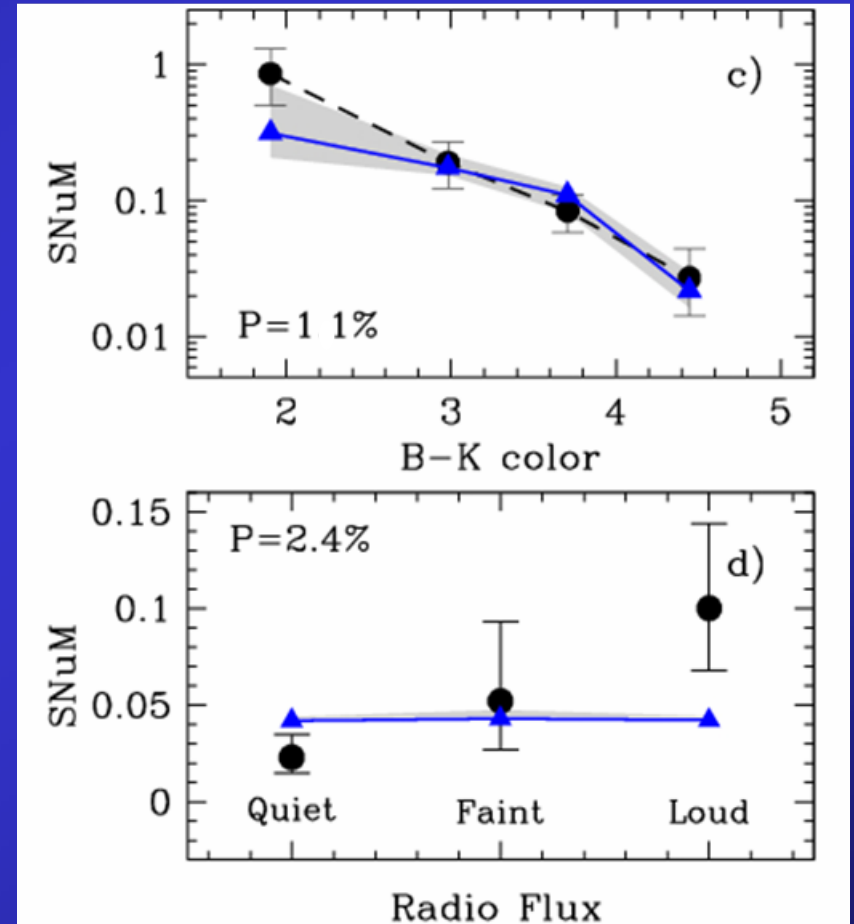 1
0.1
0.01
SNuM
c)
P=1 1%
2 3 4 5
B-K color
0.15
0.1
0.05
0
SNuM
P=2.4%
d)
Quiet Faint Loud
Radio Flux